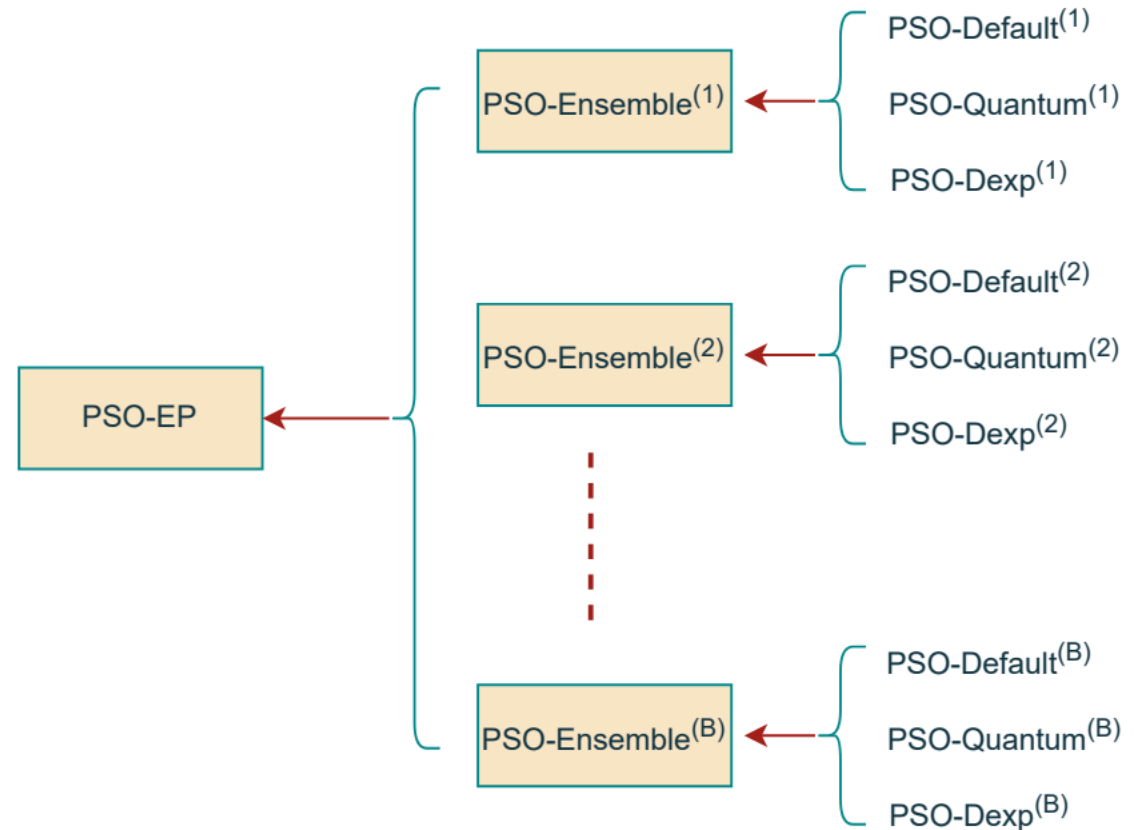 PSO-Default(1)
PSO-Ensemble(1)
PSO-Quantum(1)
PSO-Dexp(1)
PSO-Default(2)
PSO-Ensemble(2)
PSO-Quantum(2)
PSO-EP
PSO-Dexp(2)
PSO-Default(B)
PSO-Ensemble(B)
PSO-Quantum(B)
PSO-Dexp(B)